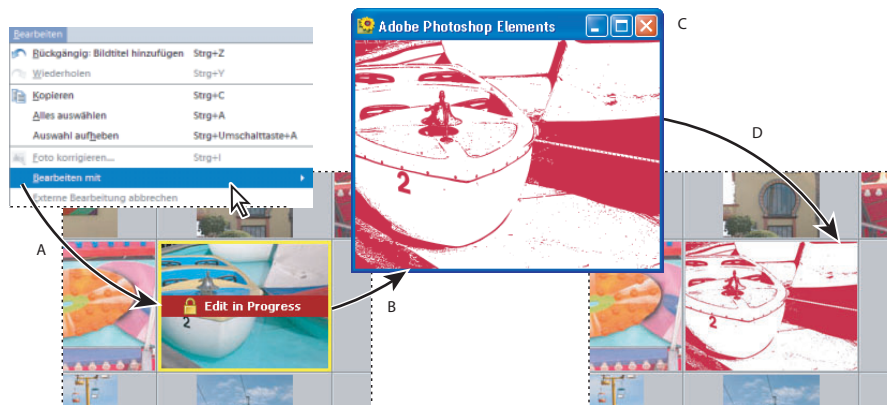 Bearbeiten
Rückgängig: Bildtitel hinzufügen Strg+Z
Wiederholen Strg+Y
Kopieren Strg+C
Alles auswählen Strg+A
Auswahl aufheben Strg+Umschalttaste+A
Foto korrigieren... Strg+I
Bearbeiten mit
Externe Bearbeitung abbrechen
A
Edit in Progress
2
B
Adobe Photoshop Elements
2
C
D
2